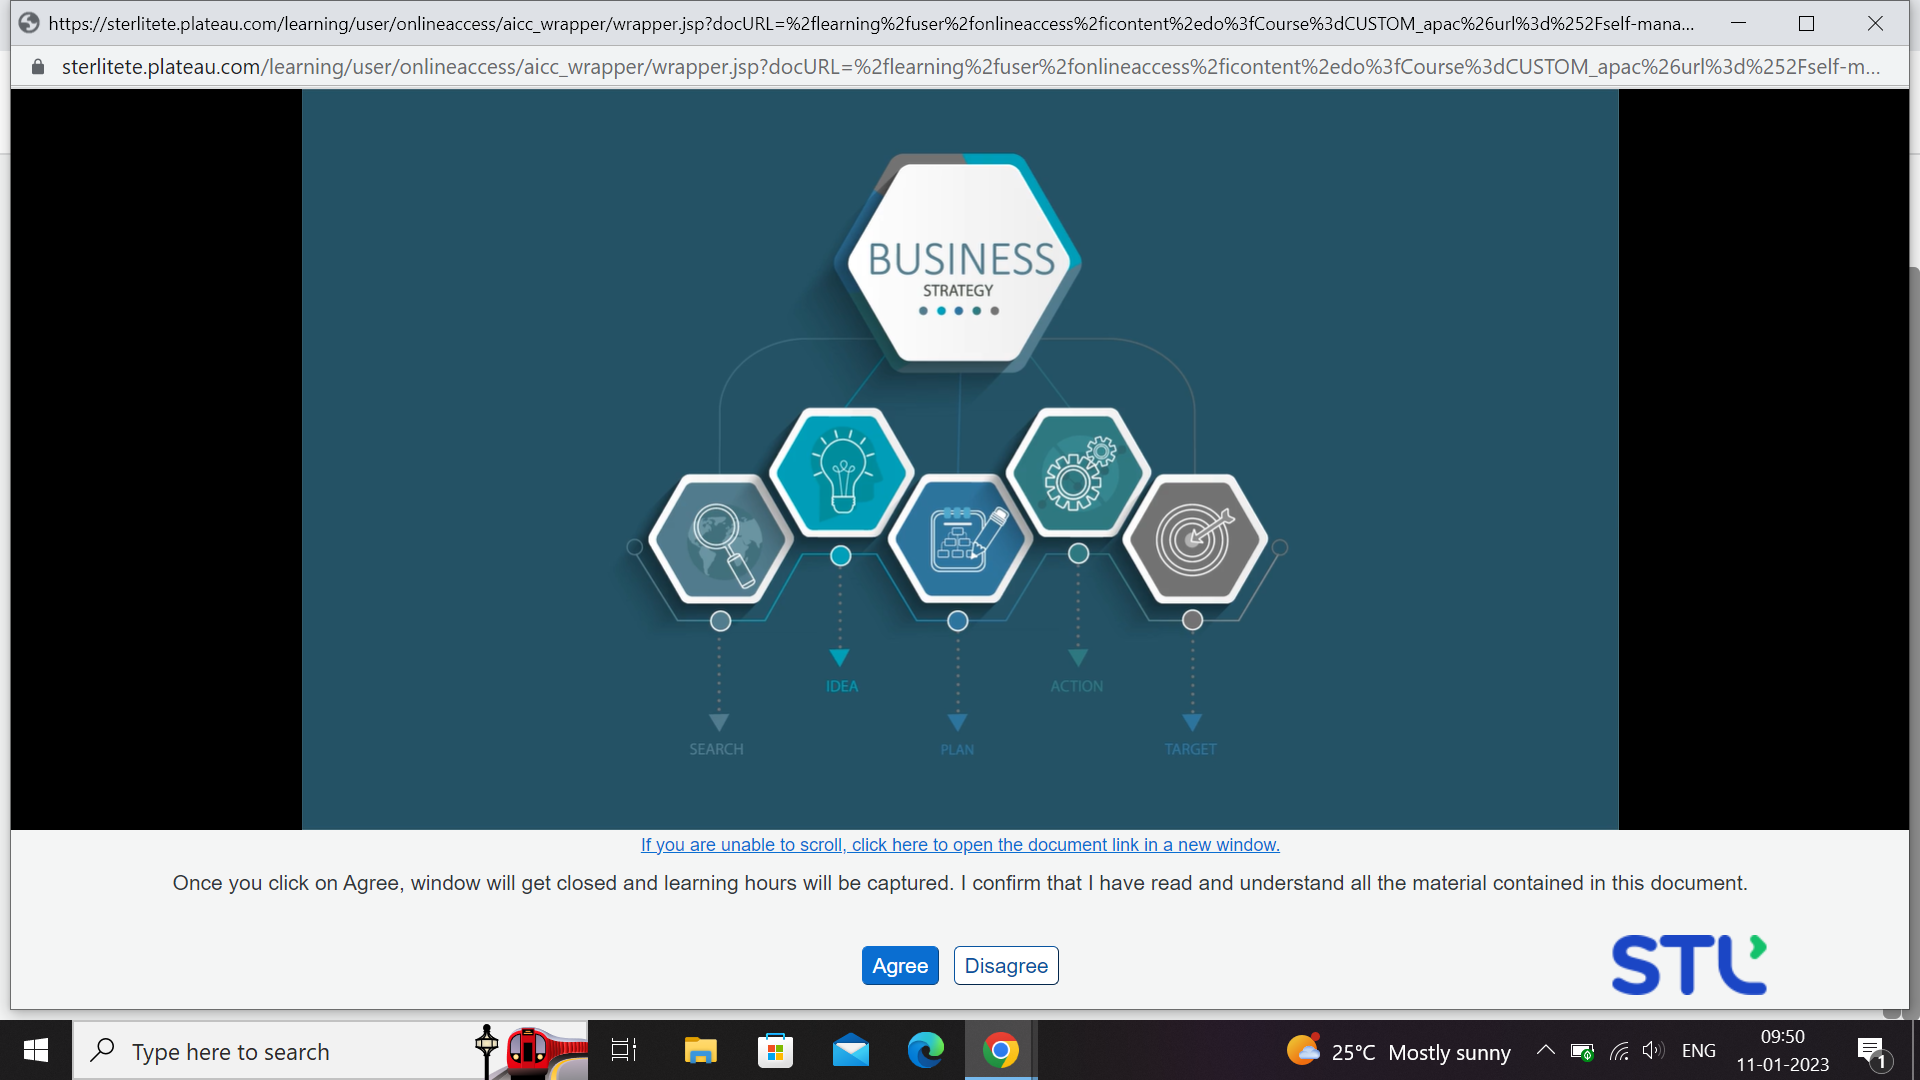 https://sterlitete.plateau.com/learning/user/onlineaccess/aicc_wrapper/wrapper.jsp?docURL=%2flearning%2fuser%2fonlineaccess%2ficontent%2edo%3fCourse%3dCUSTOM_apac%26url%3d%252Fself-mana...
sterlitete.plateau.com/learning/user/onlineaccess/aicc_wrapper/wrapper.jsp?docURL=%2flearning%2fuser%2fonlineaccess%2ficontent%2edo%3fCourse%3dCUSTOM_apac%26url%3d%252Fself-m...
BUSINESS
STRATEGY
IDEA
ACTION
SEARCH
PLAN
TARGET
If you are unable to scroll, click here to open the document link in a new window.
Once you click on Agree, window will get closed and learning hours will be captured. I confirm that I have read and understand all the material contained in this document.
Agree
Disagree
STL
Type here to search
25°C Mostly sunny
ENG
09:50
11-01-2023
1